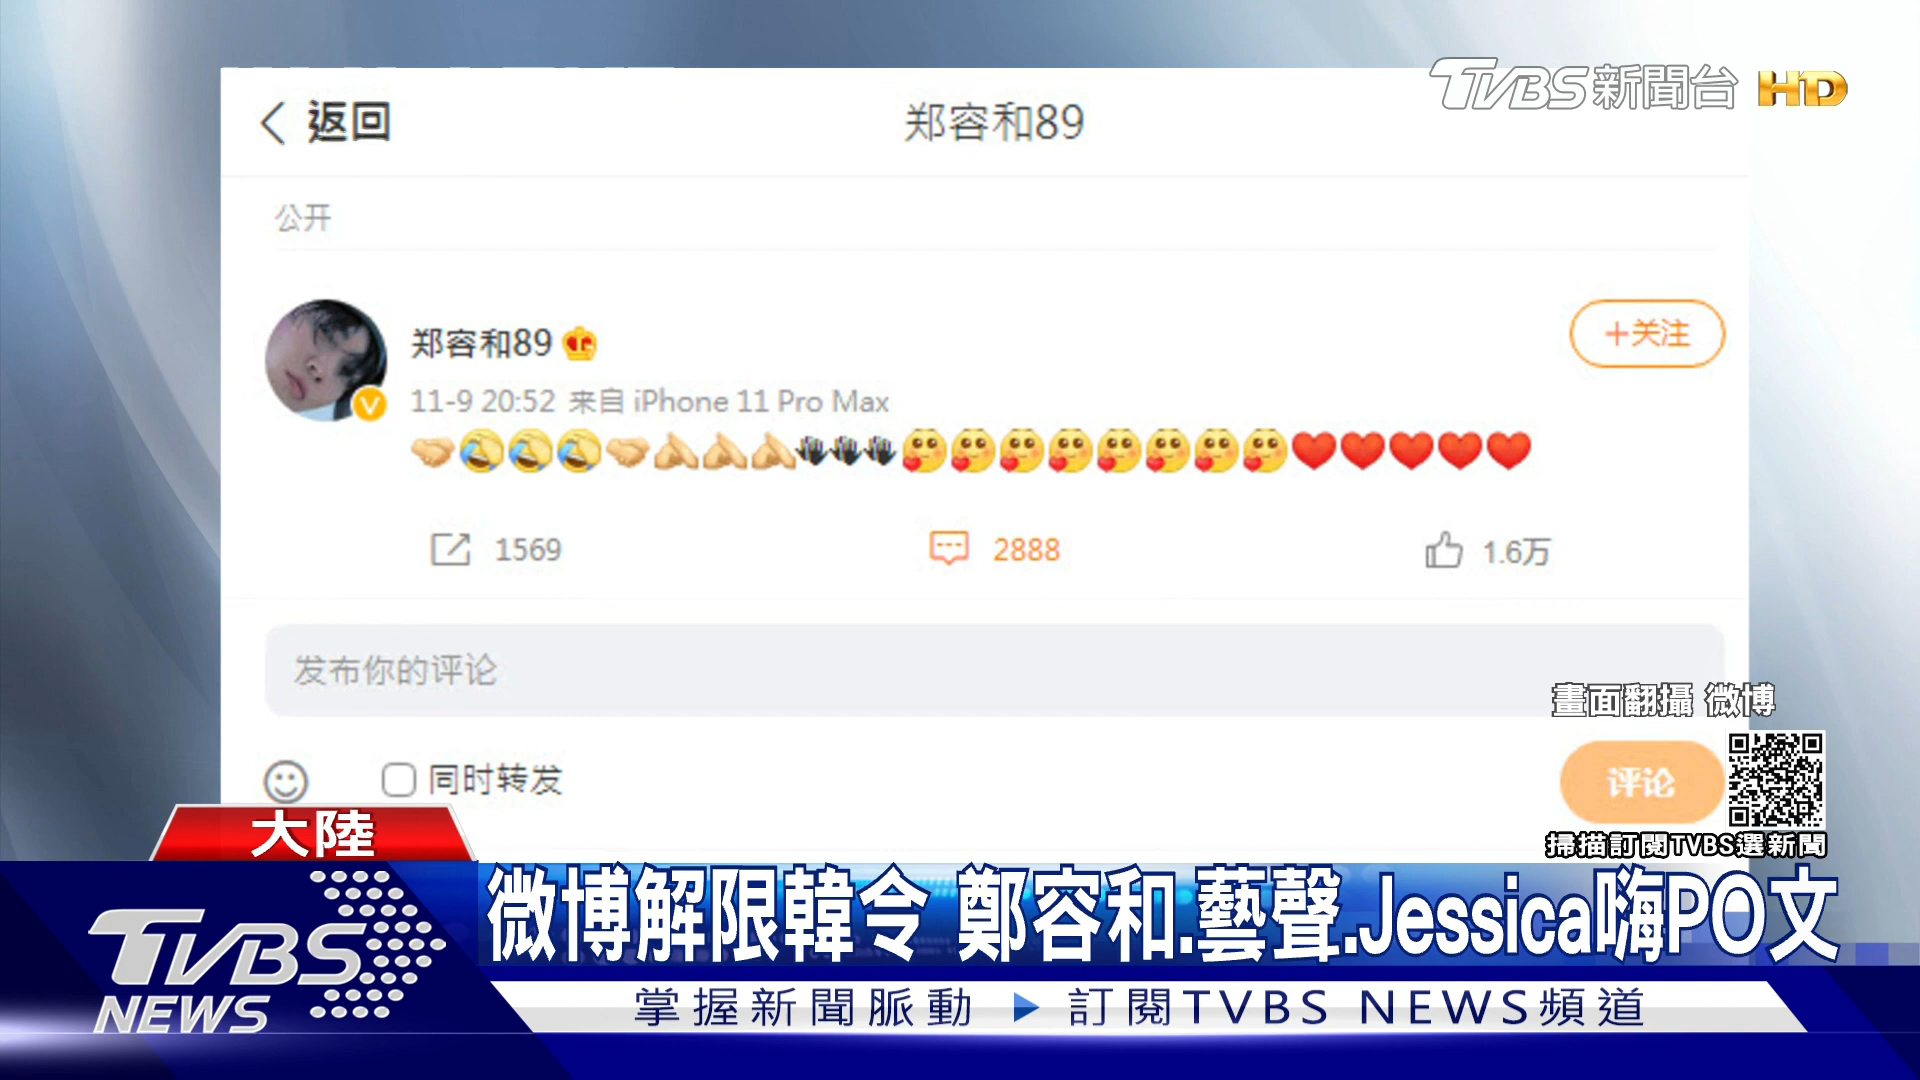 TVBS新聞台 HD
返回
郑容和89
公开
郑容和89
+关注
11-9 20:52 来自 iPhone 11 Pro Max
🤝🏻🤣🤣🤣🤝🏻🙏🏻🙏🏻🙏🏻👋🏿👋🏿👋🏿🥰🥰🥰🥰🥰🥰🥰🥰❤️❤️❤️❤️❤️
1569
2888
1.6万
发布你的评论
畫面翻攝 微博
同时转发
评论
掃描訂閱TVBS選新聞
大陸
微博解限韓令 鄭容和.藝聲.Jessica嗨PO文
TVBS
NEWS
掌握新聞脈動 ▶ 訂閱TVBS NEWS頻道